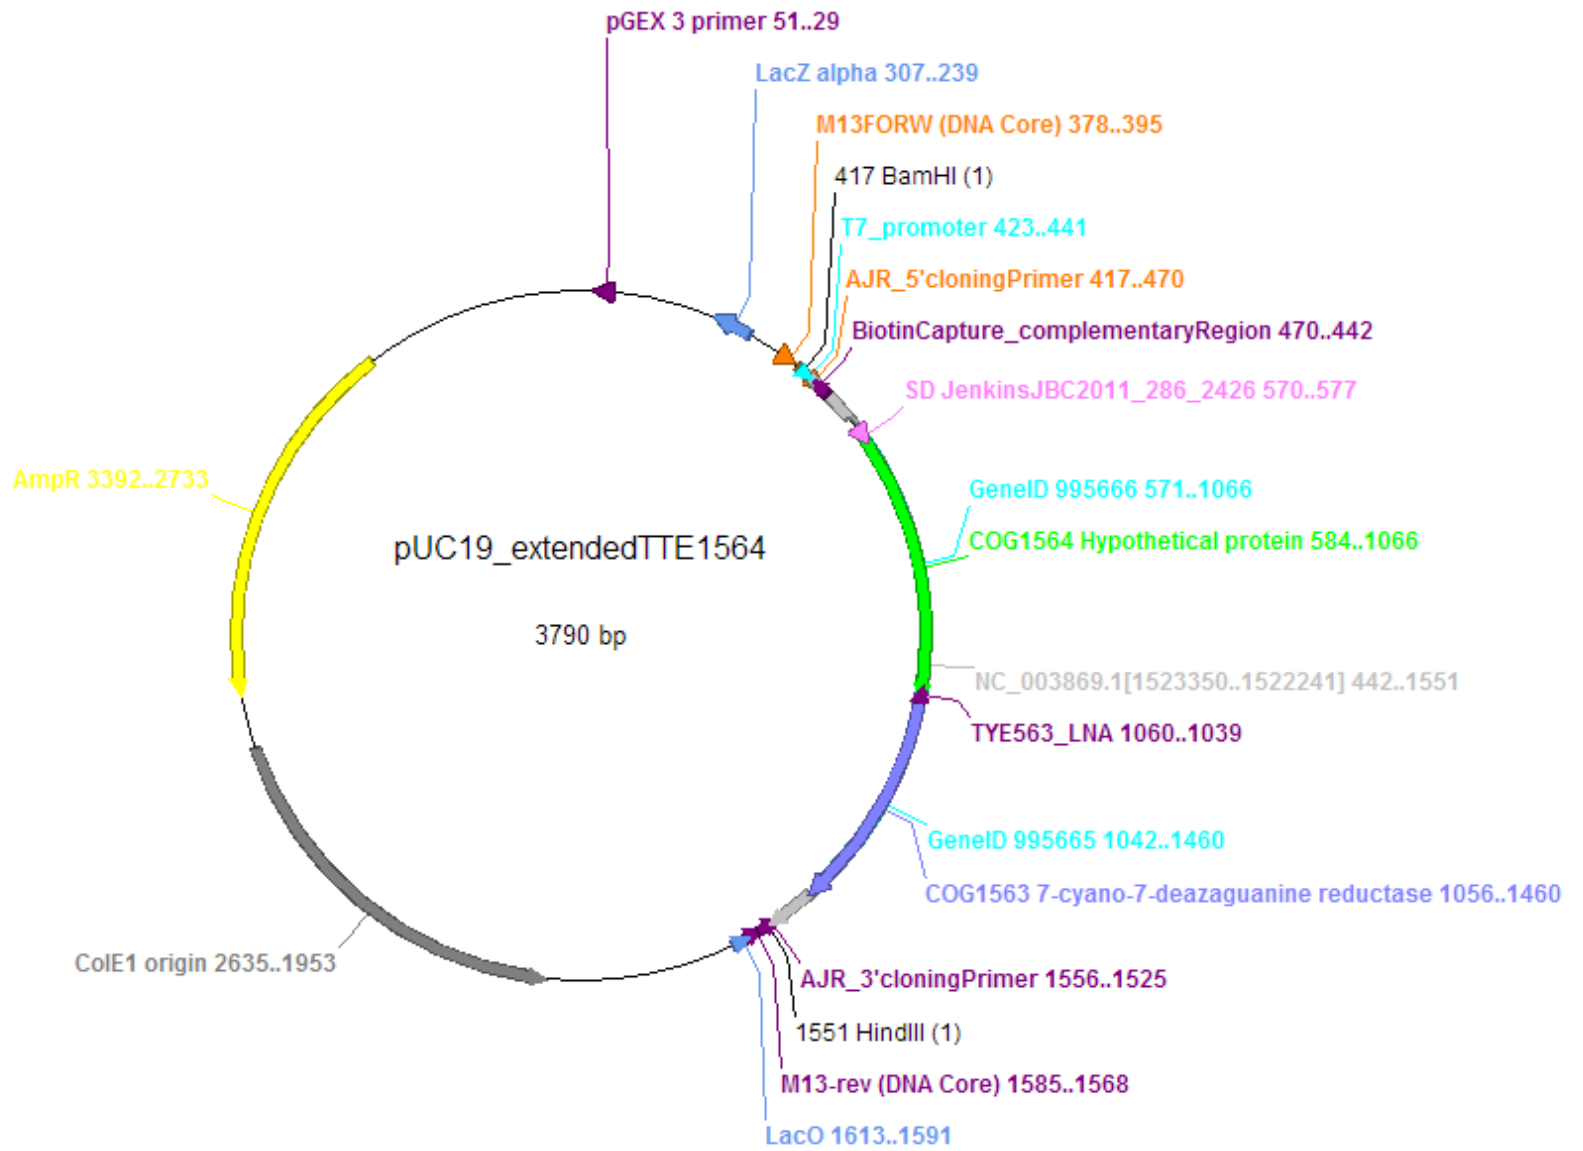 pGEX 3 primer 51..29
LacZ alpha 307..239
M13FORW (DNA Core) 378..395
417 BamHI (1)
T7_promoter 423..441
AJR_5'cloningPrimer 417..470
BiotinCapture_complementaryRegion 470..442
SD JenkinsJBC2011_286_2426 570..577
AmpR 3392..2733
GeneID 995666 571..1066
COG1564 Hypothetical protein 584..1066
pUC19_extendedTTE1564
3790 bp
NC_003869.1[1523350..1522241] 442..1551
TYE563_LNA 1060..1039
GeneID 995665 1042..1460
COG1563 7-cyano-7-deazaguanine reductase 1056..1460
ColE1 origin 2635..1953
AJR_3'cloningPrimer 1556..1525
1551 HindIII (1)
M13-rev (DNA Core) 1585..1568
LacO 1613..1591